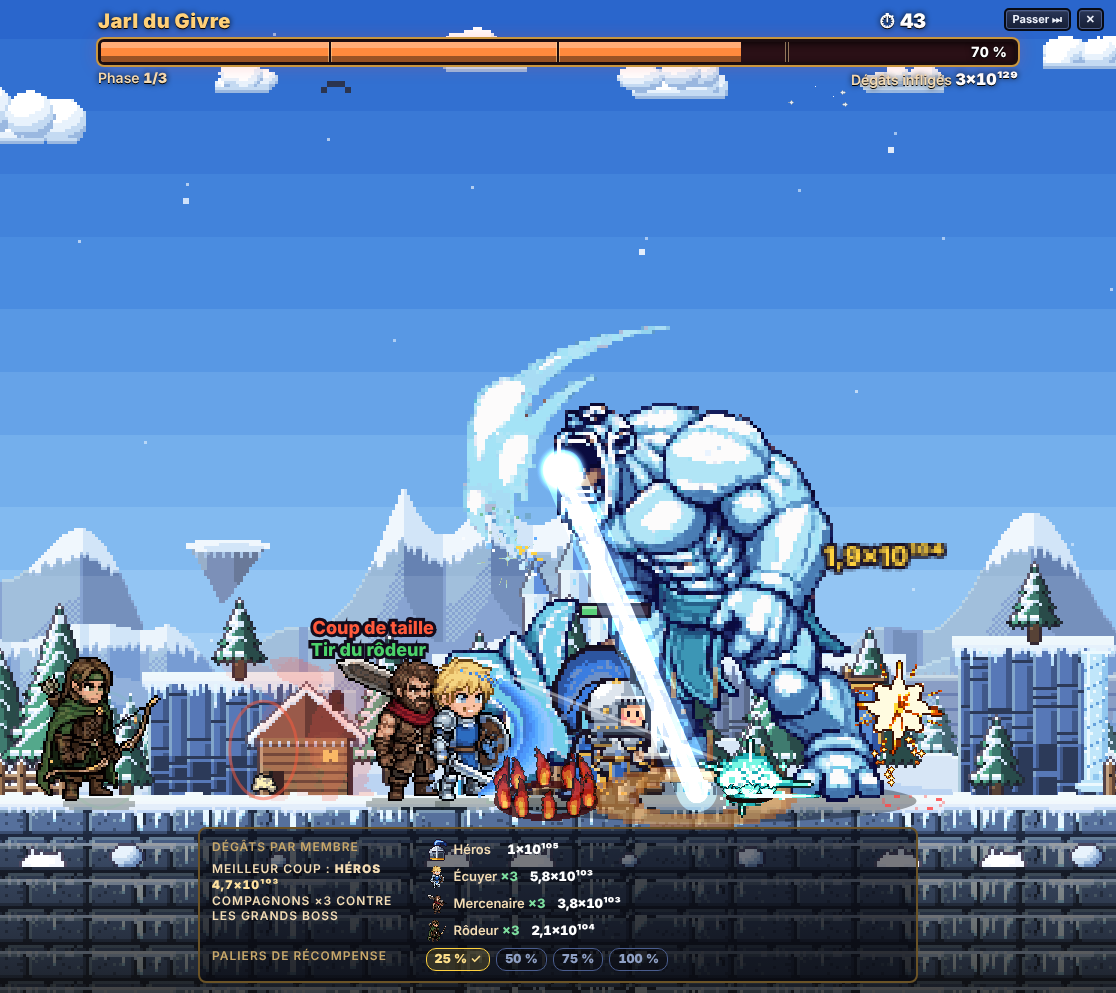 Jarl du Givre
⏱ 43
Passer ⏭
✕
70 %
Phase 1/3
Dégâts infligés 3×10¹²⁹
1,9×10¹⁰⁴
Coup de taille
Tir du rôdeur
DÉGÂTS PAR MEMBRE
MEILLEUR COUP : HÉROS
4,7×10¹⁰³
COMPAGNONS ×3 CONTRE
LES GRANDS BOSS
Héros 1×10¹⁰⁵
Écuyer ×3 5,8×10¹⁰³
Mercenaire ×3 3,8×10¹⁰³
Rôdeur ×3 2,1×10¹⁰⁴
PALIERS DE RÉCOMPENSE
25 % ✓ 50 % 75 % 100 %